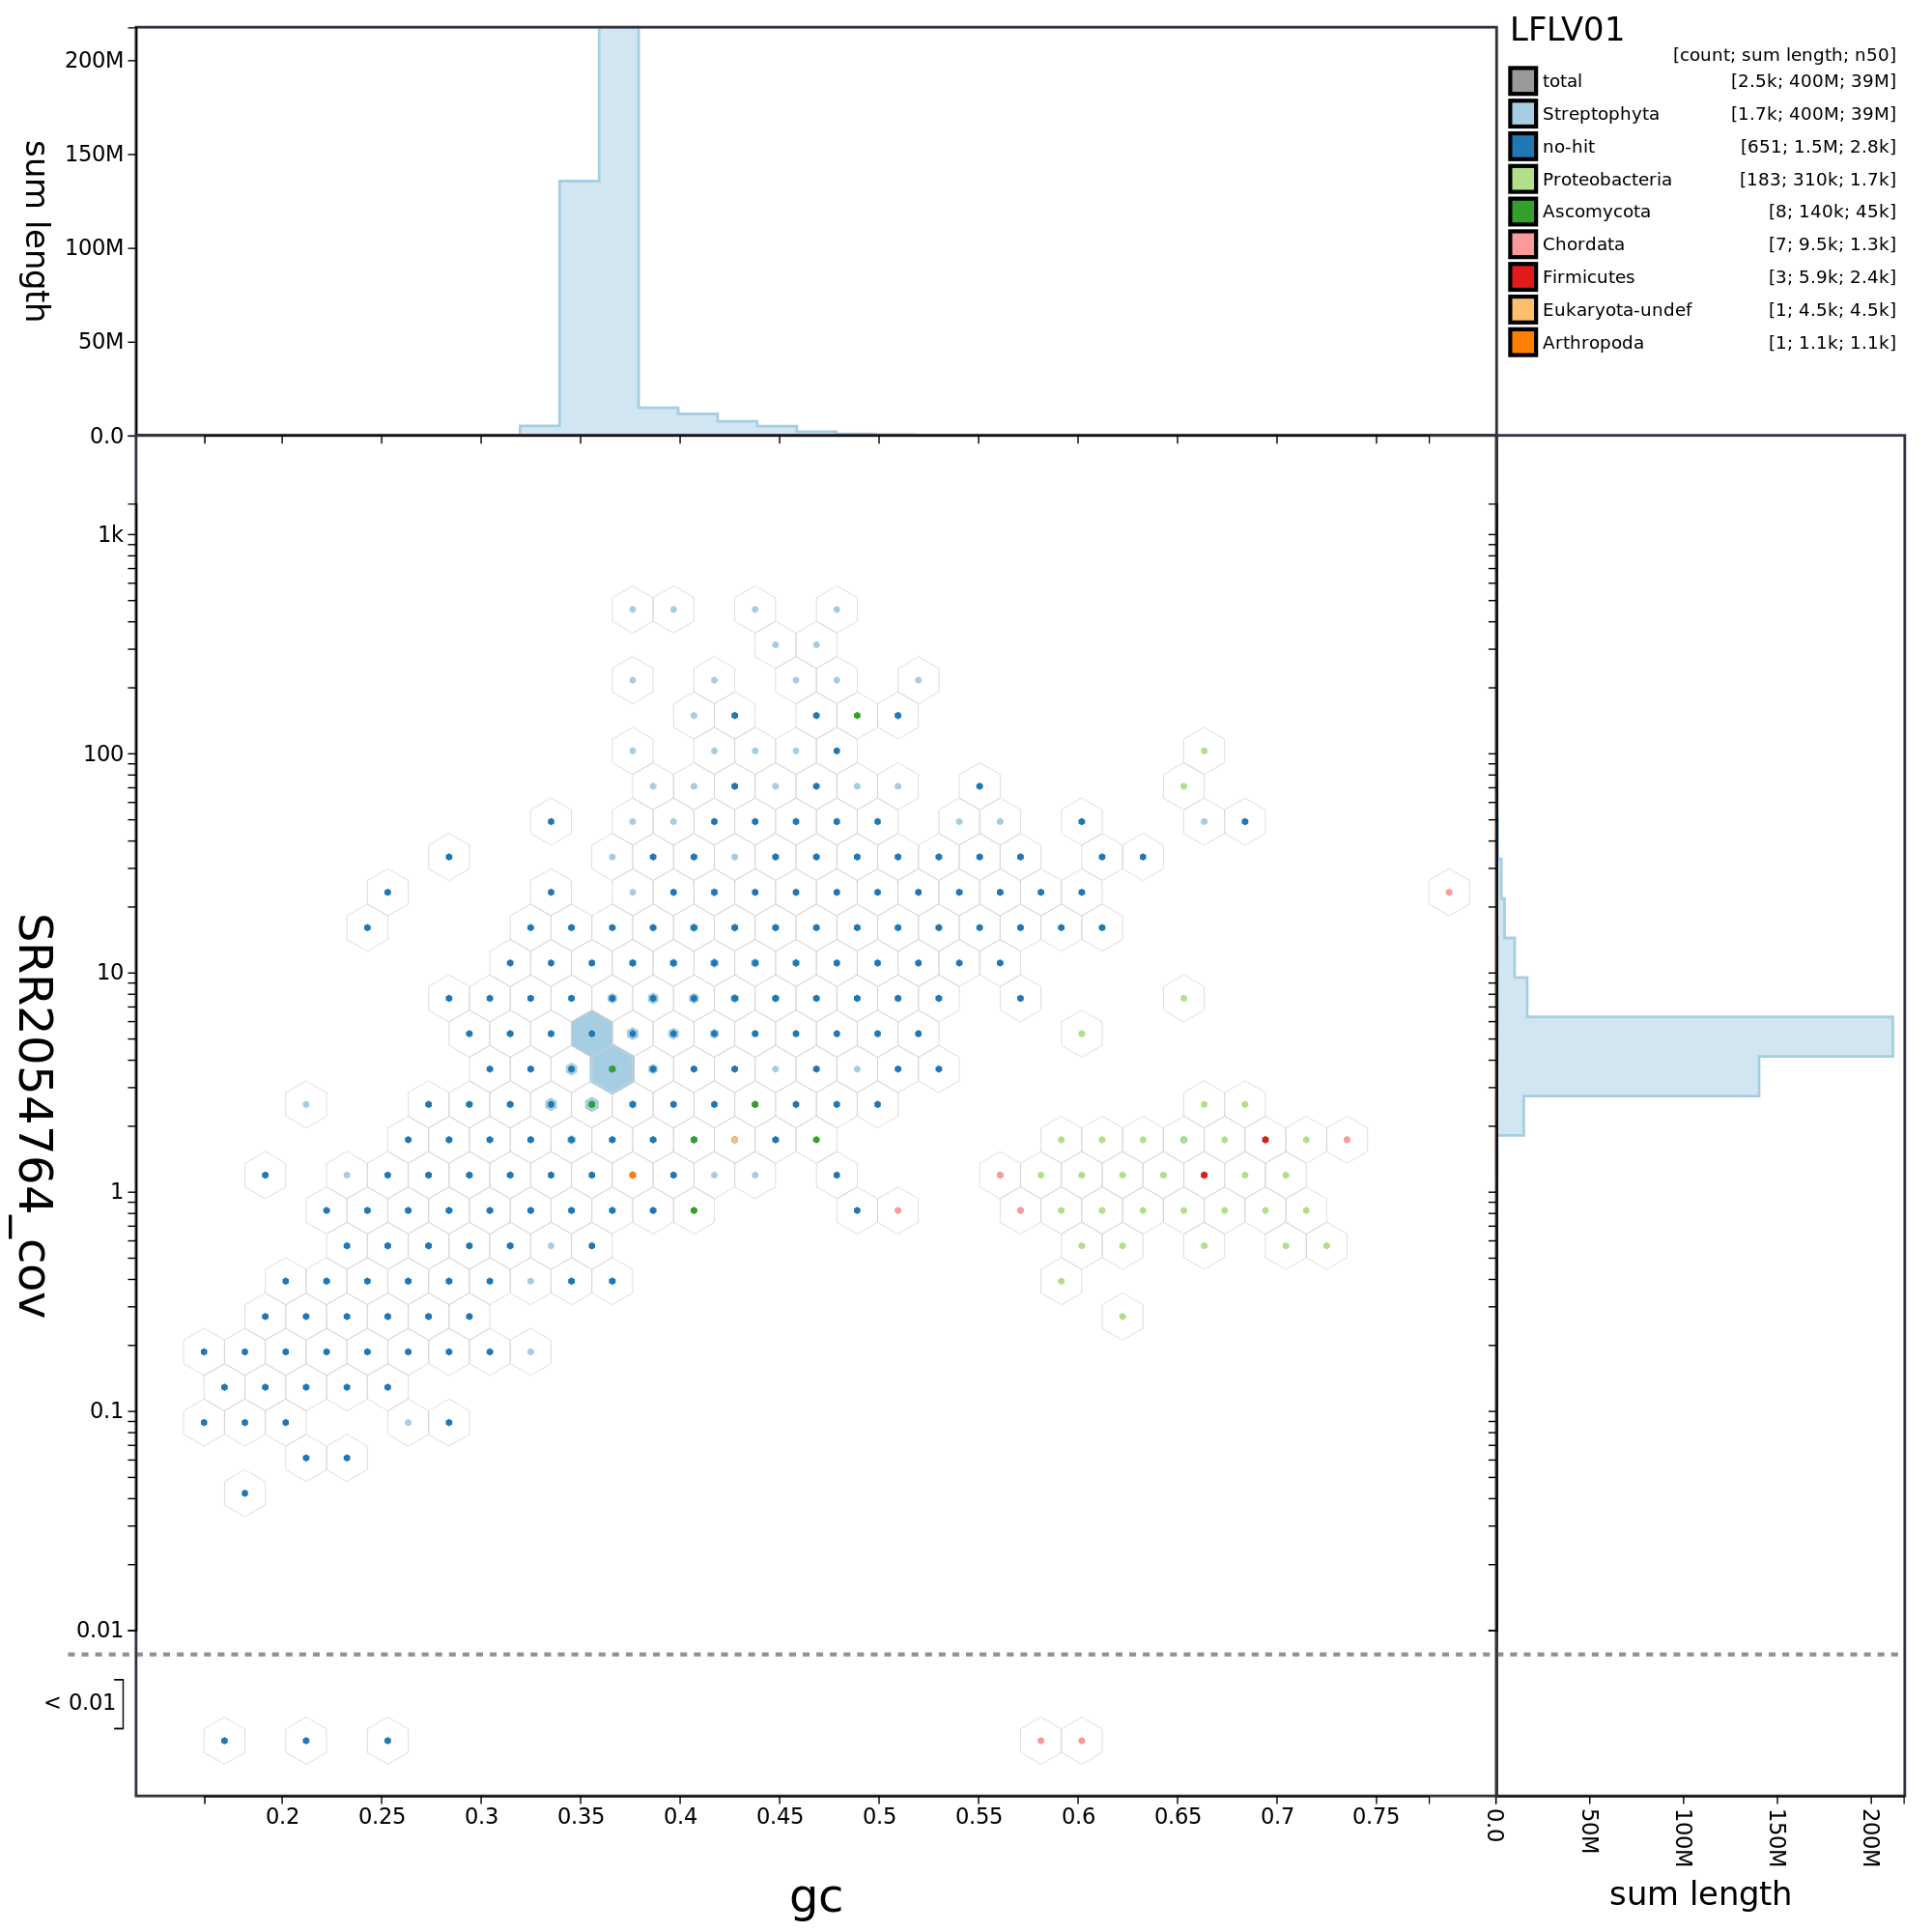 LFLV01
[count; sum length; n50]
total [2.5k; 400M; 39M]
Streptophyta [1.7k; 400M; 39M]
no-hit [651; 1.5M; 2.8k]
Proteobacteria [183; 310k; 1.7k]
Ascomycota [8; 140k; 45k]
Chordata [7; 9.5k; 1.3k]
Firmicutes [3; 5.9k; 2.4k]
Eukaryota-undef [1; 4.5k; 4.5k]
Arthropoda [1; 1.1k; 1.1k]
sum length
200M
150M
100M
50M
0.0
SRR2054764_cov
1k
100
10
1
0.1
0.01
< 0.01
0.2 0.25 0.3 0.35 0.4 0.45 0.5 0.55 0.6 0.65 0.7 0.75
gc
0.0 50M 100M 150M 200M
sum length